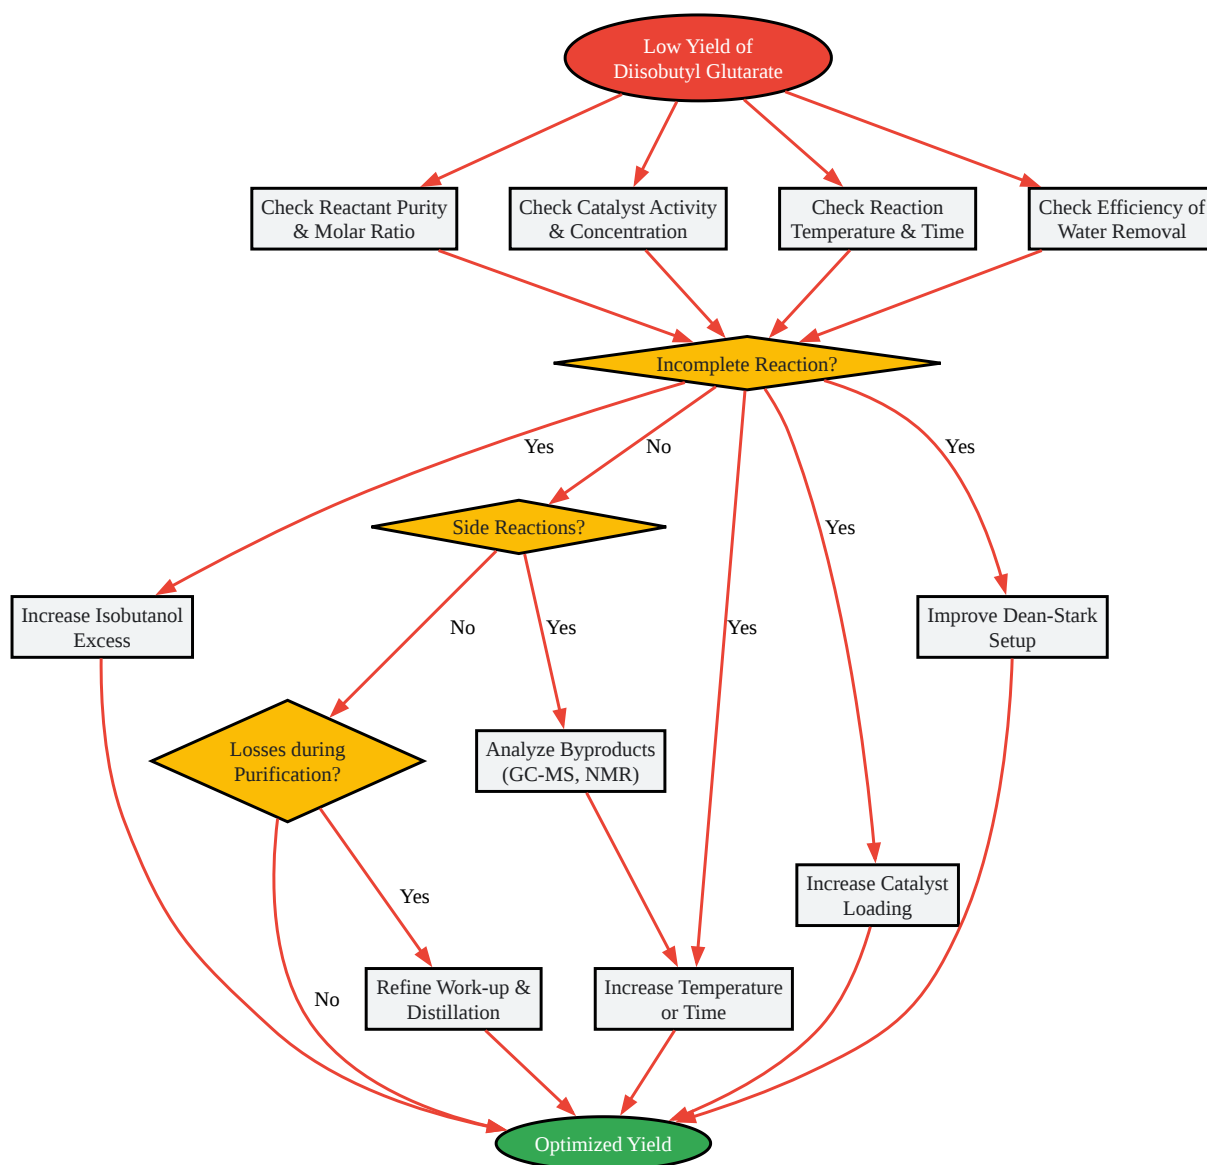 Low Yield of
Diisobutyl Glutarate
Check Reactant Purity
& Molar Ratio
Check Catalyst Activity
& Concentration
Check Reaction
Temperature & Time
Check Efficiency of
Water Removal
Incomplete Reaction?
Yes
No
Yes
Yes
Yes
Side Reactions?
No
Yes
Increase Isobutanol
Excess
Improve Dean-Stark
Setup
Losses during
Purification?
Analyze Byproducts
(GC-MS, NMR)
Yes
No
Increase Catalyst
Loading
Refine Work-up &
Distillation
Increase Temperature
or Time
Optimized Yield